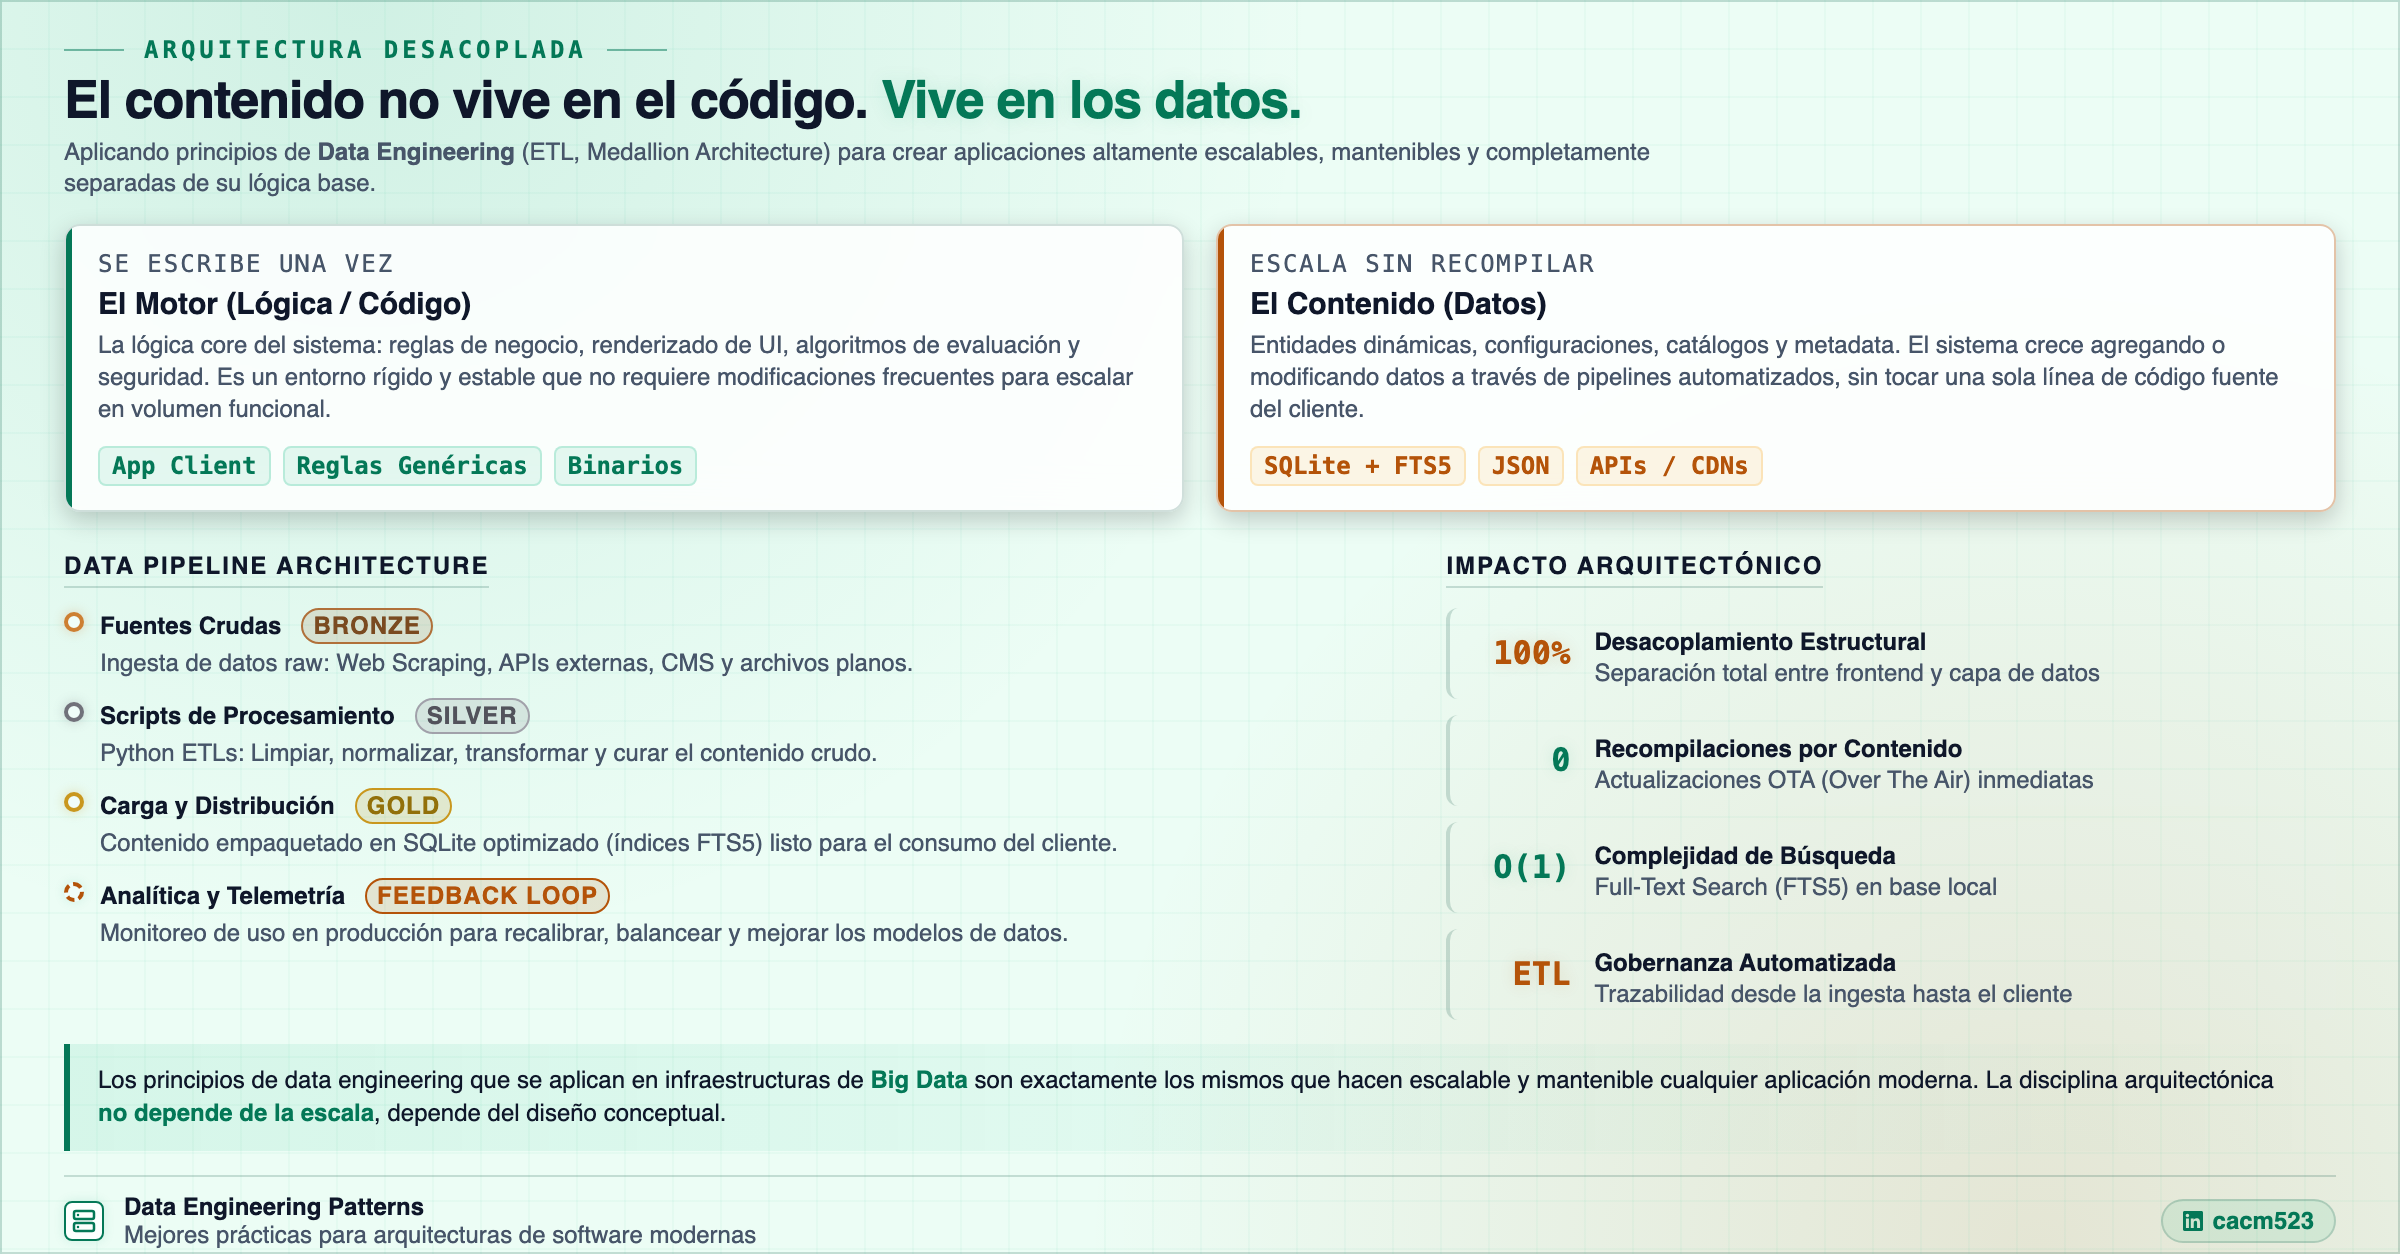 ARQUITECTURA DESACOPLADA
El contenido no vive en el código. Vive en los datos.
Aplicando principios de Data Engineering (ETL, Medallion Architecture) para crear aplicaciones altamente escalables, mantenibles y completamente
separadas de su lógica base.
SE ESCRIBE UNA VEZ
El Motor (Lógica / Código)
La lógica core del sistema: reglas de negocio, renderizado de UI, algoritmos de evaluación y
seguridad. Es un entorno rígido y estable que no requiere modificaciones frecuentes para escalar
en volumen funcional.
App Client
Reglas Genéricas
Binarios
ESCALA SIN RECOMPILAR
El Contenido (Datos)
Entidades dinámicas, configuraciones, catálogos y metadata. El sistema crece agregando o
modificando datos a través de pipelines automatizados, sin tocar una sola línea de código fuente
del cliente.
SQLite + FTS5
JSON
APIs / CDNs
DATA PIPELINE ARCHITECTURE
Fuentes Crudas BRONZE
Ingesta de datos raw: Web Scraping, APIs externas, CMS y archivos planos.
Scripts de Procesamiento SILVER
Python ETLs: Limpiar, normalizar, transformar y curar el contenido crudo.
Carga y Distribución GOLD
Contenido empaquetado en SQLite optimizado (índices FTS5) listo para el consumo del cliente.
Analítica y Telemetría FEEDBACK LOOP
Monitoreo de uso en producción para recalibrar, balancear y mejorar los modelos de datos.
IMPACTO ARQUITECTÓNICO
100%
Desacoplamiento Estructural
Separación total entre frontend y capa de datos
0
Recompilaciones por Contenido
Actualizaciones OTA (Over The Air) inmediatas
O(1)
Complejidad de Búsqueda
Full-Text Search (FTS5) en base local
ETL
Gobernanza Automatizada
Trazabilidad desde la ingesta hasta el cliente
Los principios de data engineering que se aplican en infraestructuras de Big Data son exactamente los mismos que hacen escalable y mantenible cualquier aplicación moderna. La disciplina arquitectónica
no depende de la escala, depende del diseño conceptual.
Data Engineering Patterns
Mejores prácticas para arquitecturas de software modernas
in cacm523